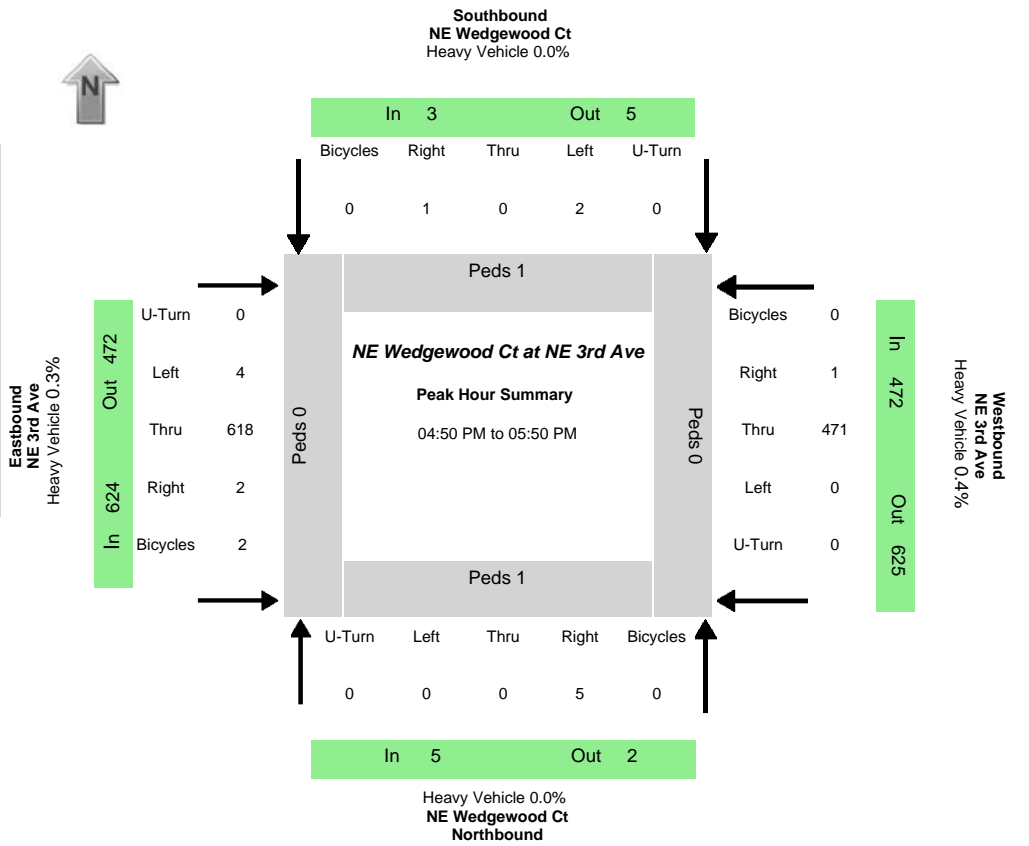 Southbound
NE Wedgewood Ct
Heavy Vehicle 0.0%
N
In 3 Out 5
Bicycles Right Thru Left U-Turn
0 1 0 2 0
Peds 1
Eastbound
NE 3rd Ave
Heavy Vehicle 0.3%
Out 472
In 624
U-Turn 0
Left 4
Thru 618
Right 2
Bicycles 2
Peds 0
NE Wedgewood Ct at NE 3rd Ave
Peak Hour Summary
04:50 PM to 05:50 PM
Peds 0
Bicycles 0
Right 1
Thru 471
Left 0
U-Turn 0
In 472
Out 625
Westbound
NE 3rd Ave
Heavy Vehicle 0.4%
Peds 1
U-Turn Left Thru Right Bicycles
0 0 0 5 0
In 5 Out 2
Heavy Vehicle 0.0%
NE Wedgewood Ct
Northbound